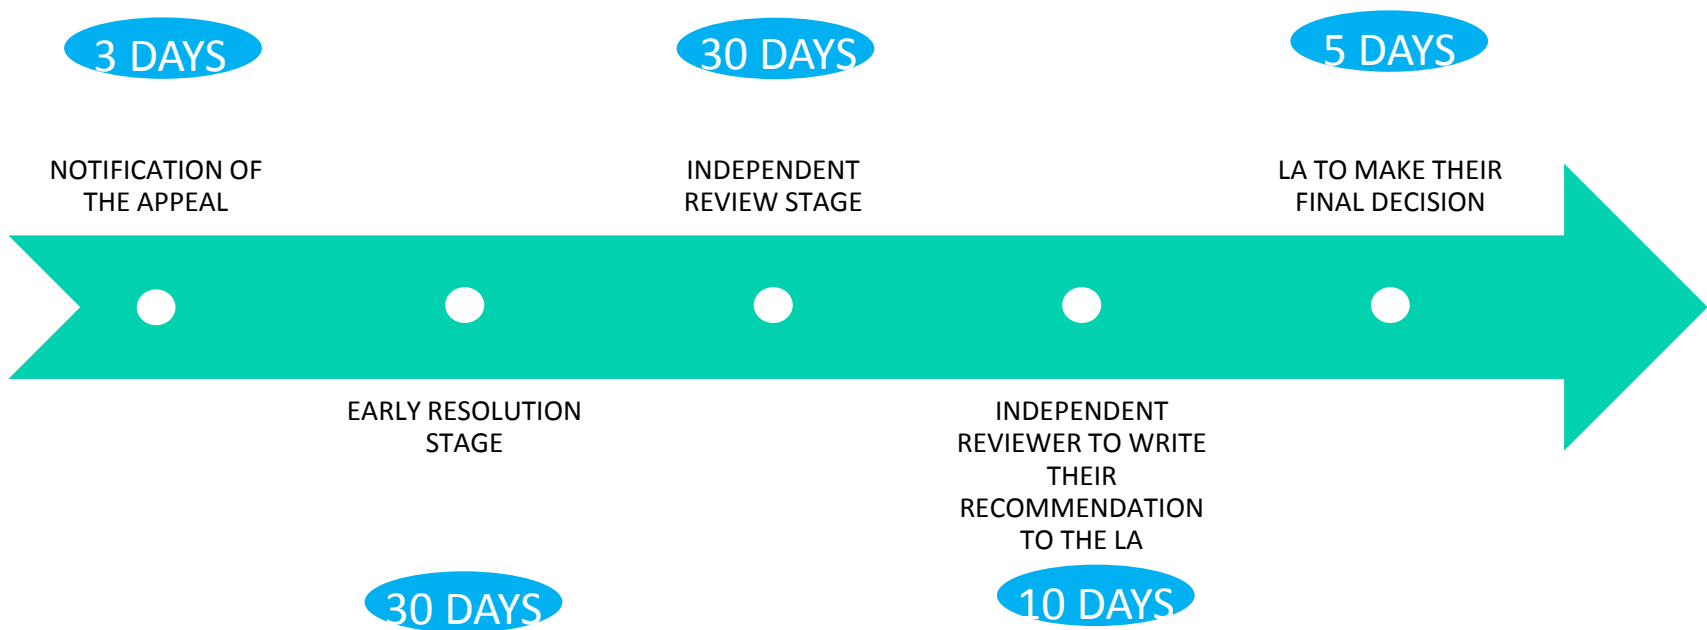 3 DAYS
NOTIFICATION OF
THE APPEAL
EARLY RESOLUTION
STAGE
30 DAYS
30 DAYS
INDEPENDENT
REVIEW STAGE
INDEPENDENT
REVIEWER TO WRITE
THEIR
RECOMMENDATION
TO THE LA
10 DAYS
5 DAYS
LA TO MAKE THEIR
FINAL DECISION